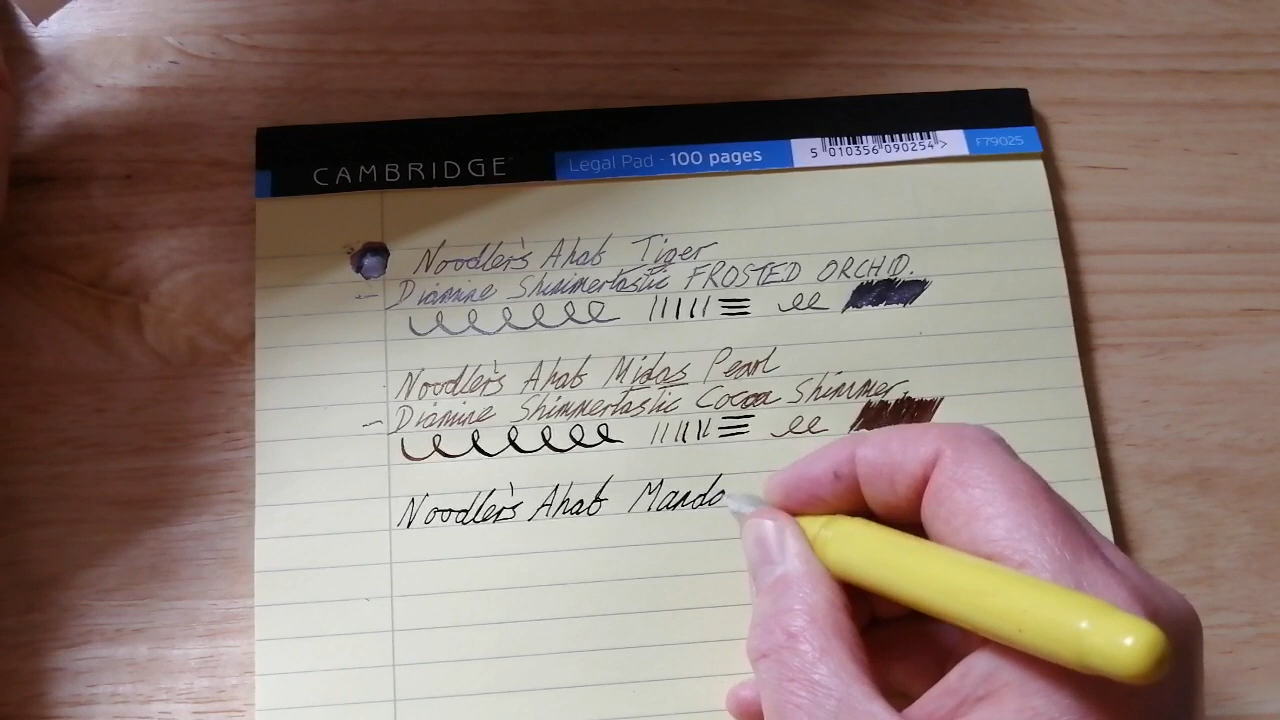 CAMBRIDGE
Legal Pad - 100 pages
5 010356 090254 >
F79025
Noodler's Ahab Tiger
- Diamine Shimmertastic FROSTED ORCHID.
Noodler's Ahab Midas Pearl
- Diamine Shimmertastic Cocoa Shimmer.
Noodler's Ahab Mando